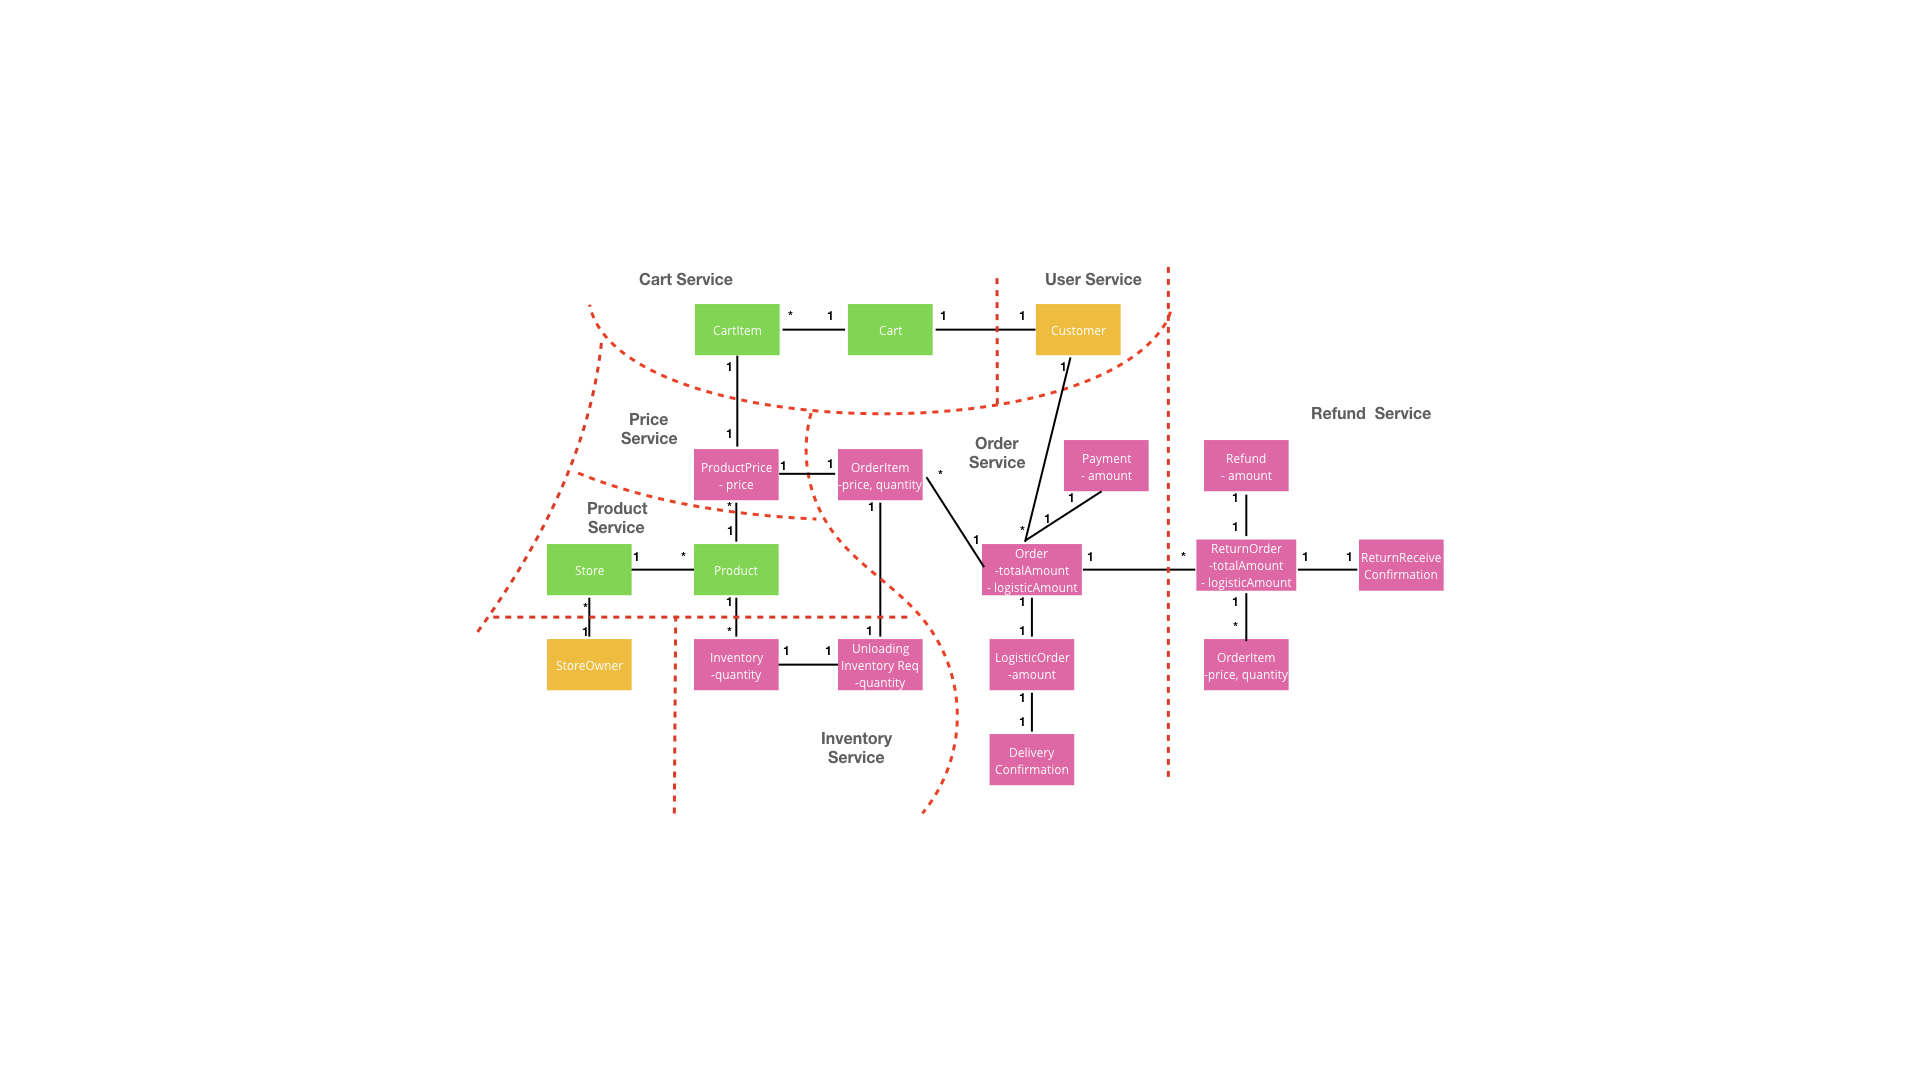 Cart Service
User Service
* 1
1 1
CartItem
Cart
Customer
1
1
Price
Service
Refund  Service
1
Order
Service
ProductPrice
- price
1 1
OrderItem
-price, quantity
*
Payment
- amount
Refund
- amount
*
1
1
1
Product
Service
1
*
1
1
1
1 *
1
1 *
1 1
Store
Product
Order
-totalAmount
- logisticAmount
ReturnOrder
-totalAmount
- logisticAmount
ReturnReceive
Confirmation
*
1
1
1
1
*
1
1
*
StoreOwner
Inventory
-quantity
1 1
Unloading
Inventory Req
-quantity
LogisticOrder
-amount
OrderItem
-price, quantity
1
1
Inventory
Service
Delivery
Confirmation